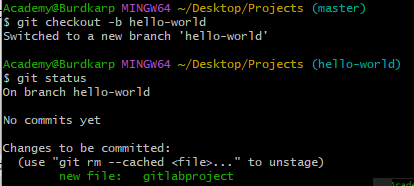 Academy@Burdkarp MINGW64 ~/Desktop/Projects (master)
$ git checkout -b hello-world
Switched to a new branch 'hello-world'
Academy@Burdkarp MINGW64 ~/Desktop/Projects (hello-world)
$ git status
On branch hello-world
No commits yet
Changes to be committed:
(use "git rm --cached <file>..." to unstage)
new file: gitlabproject